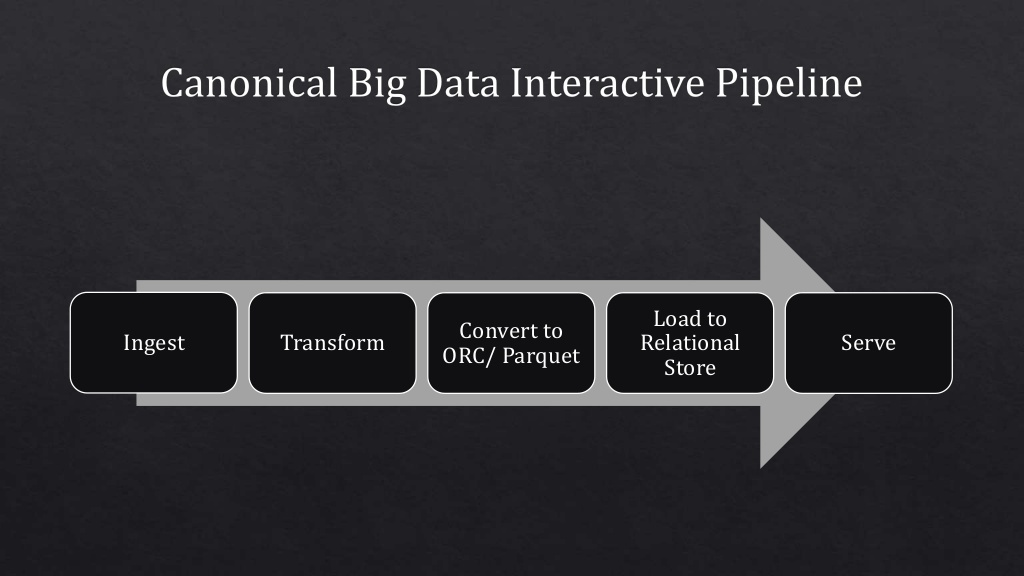 Canonical Big Data Interactive Pipeline
Ingest
Transform
Convert to
ORC/ Parquet
Load to
Relational
Store
Serve